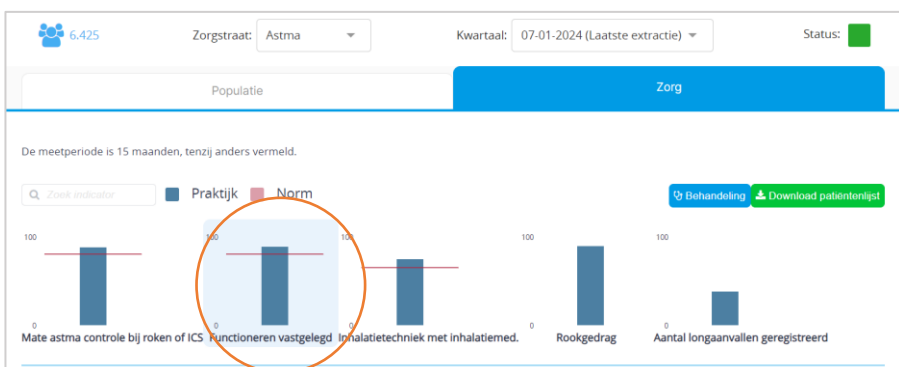 6.425 Zorgstraat: Astma Kwartaal: 07-01-2024 (Laatste extractie) Status:
Populatie Zorg
De meetperiode is 15 maanden, tenzij anders vermeld.
Zoek indicator Praktijk Norm Behandeling Download patiëntenlijst
100 100 100 100 100
0 0 0 0 0
Mate astma controle bij roken of ICS Functioneren vastgelegd Inhalatietechniek met inhalatiemed. Rookgedrag Aantal longaanvallen geregistreerd